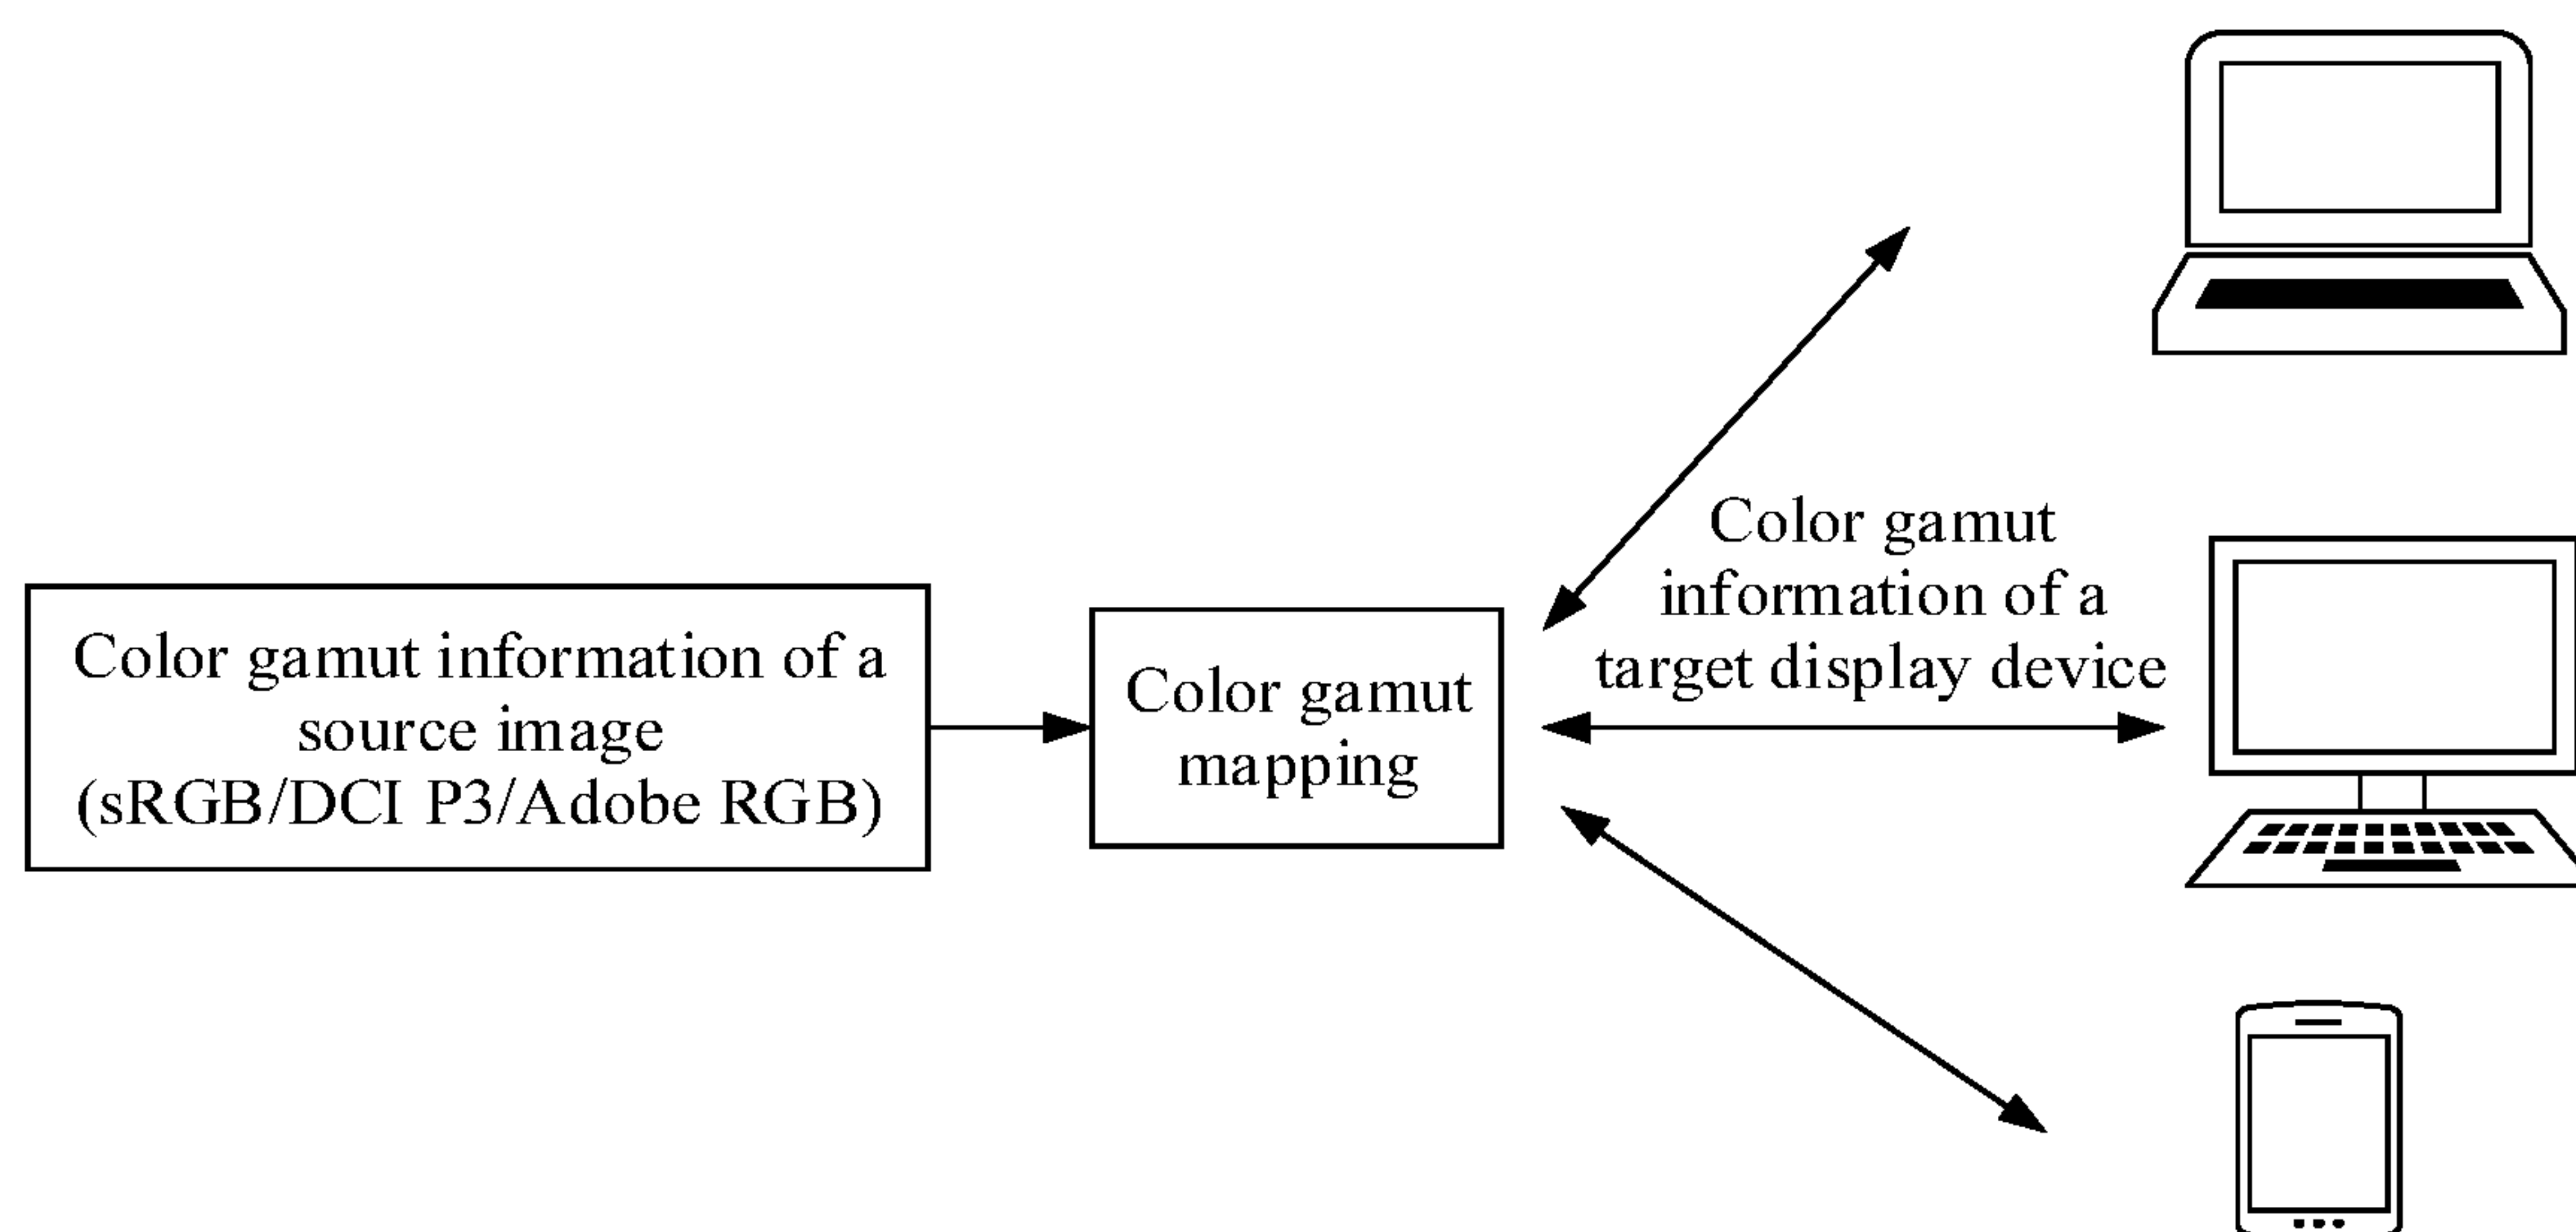 Color gamut information of a
source image
(sRGB/DCI P3/Adobe RGB)
Color gamut
mapping
Color gamut
information of a
target display device